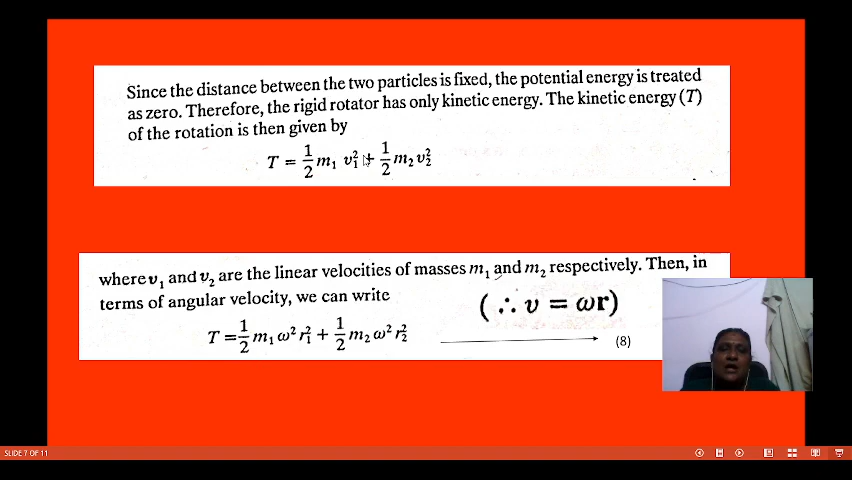 Since the distance between the two particles is fixed, the potential energy is treated
as zero. Therefore, the rigid rotator has only kinetic energy. The kinetic energy (T)
of the rotation is then given by
T = 1/2 m₁ v₁² + 1/2 m₂ v₂²
where v₁ and v₂ are the linear velocities of masses m₁ and m₂ respectively. Then, in
terms of angular velocity, we can write
(∴ v = ωr)
T = 1/2 m₁ ω² r₁² + 1/2 m₂ ω² r₂²
(8)
SLIDE 7 OF 11